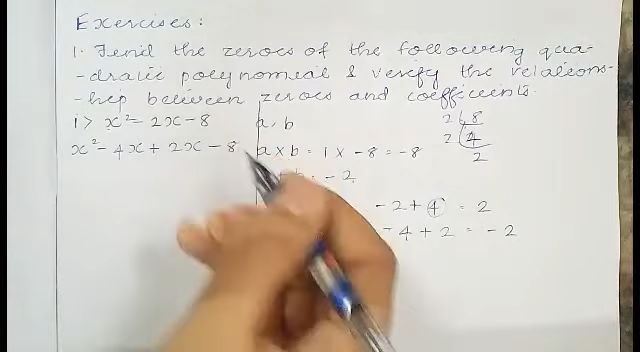 Exercises:
1. Find the zeroes of the following qua-
-dratic polynomial & verify the relations-
-hip between zeroes and coefficients.
i> x² - 2x - 8
x² - 4x + 2x - 8
a, b
a × b = 1 × -8 = -8
b = -2
-2 + 4 = 2
-4 + 2 = -2
2 8
2 4
2